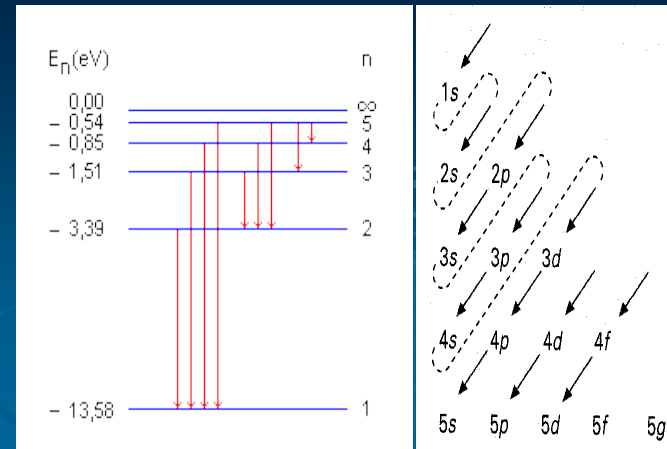 Eₙ(eV) n
0,00 ∞
– 0,54 5
– 0,85 4
– 1,51 3
– 3,39 2
– 13,58 1
1s
2s 2p
3s 3p 3d
4s 4p 4d 4f
5s 5p 5d 5f 5g